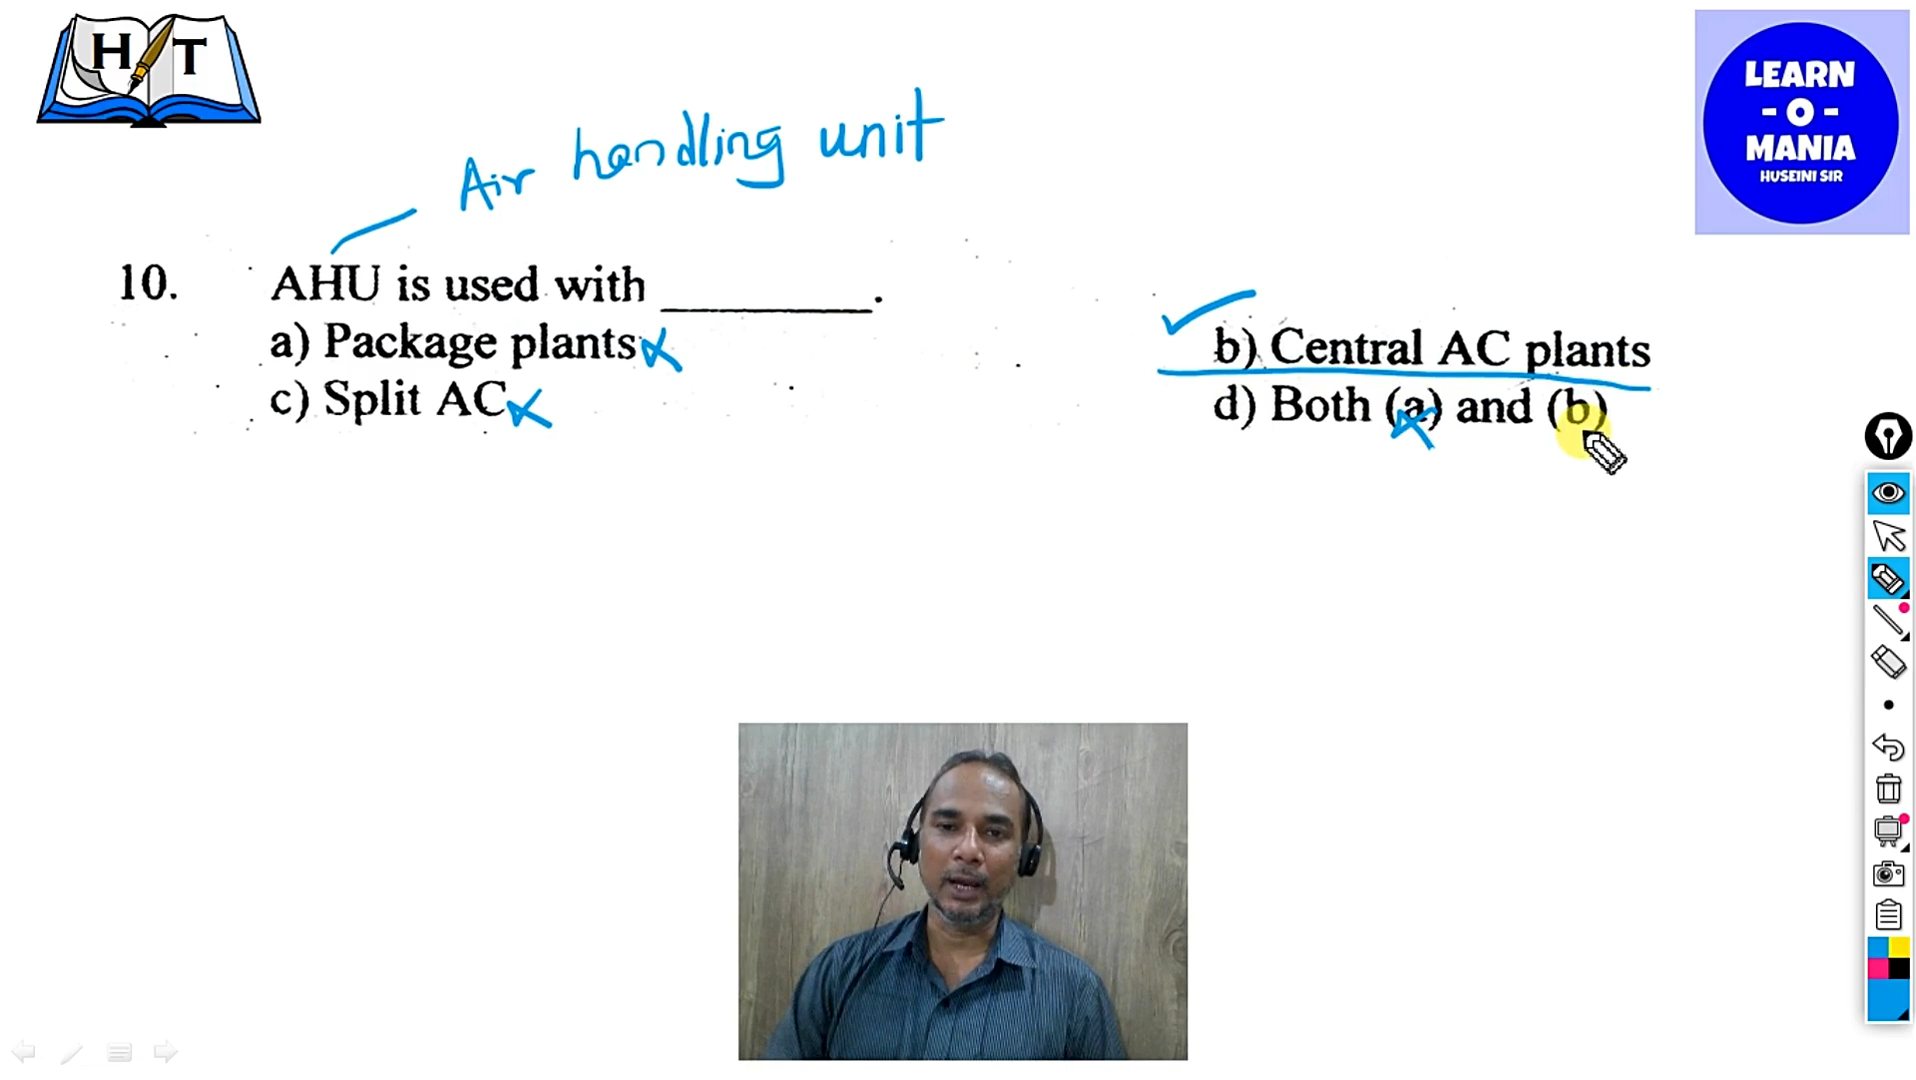 H T
LEARN
- O -
MANIA
HUSEINI SIR
Air handling unit
10. AHU is used with ________.
a) Package plants
b) Central AC plants
c) Split AC
d) Both (a) and (b)